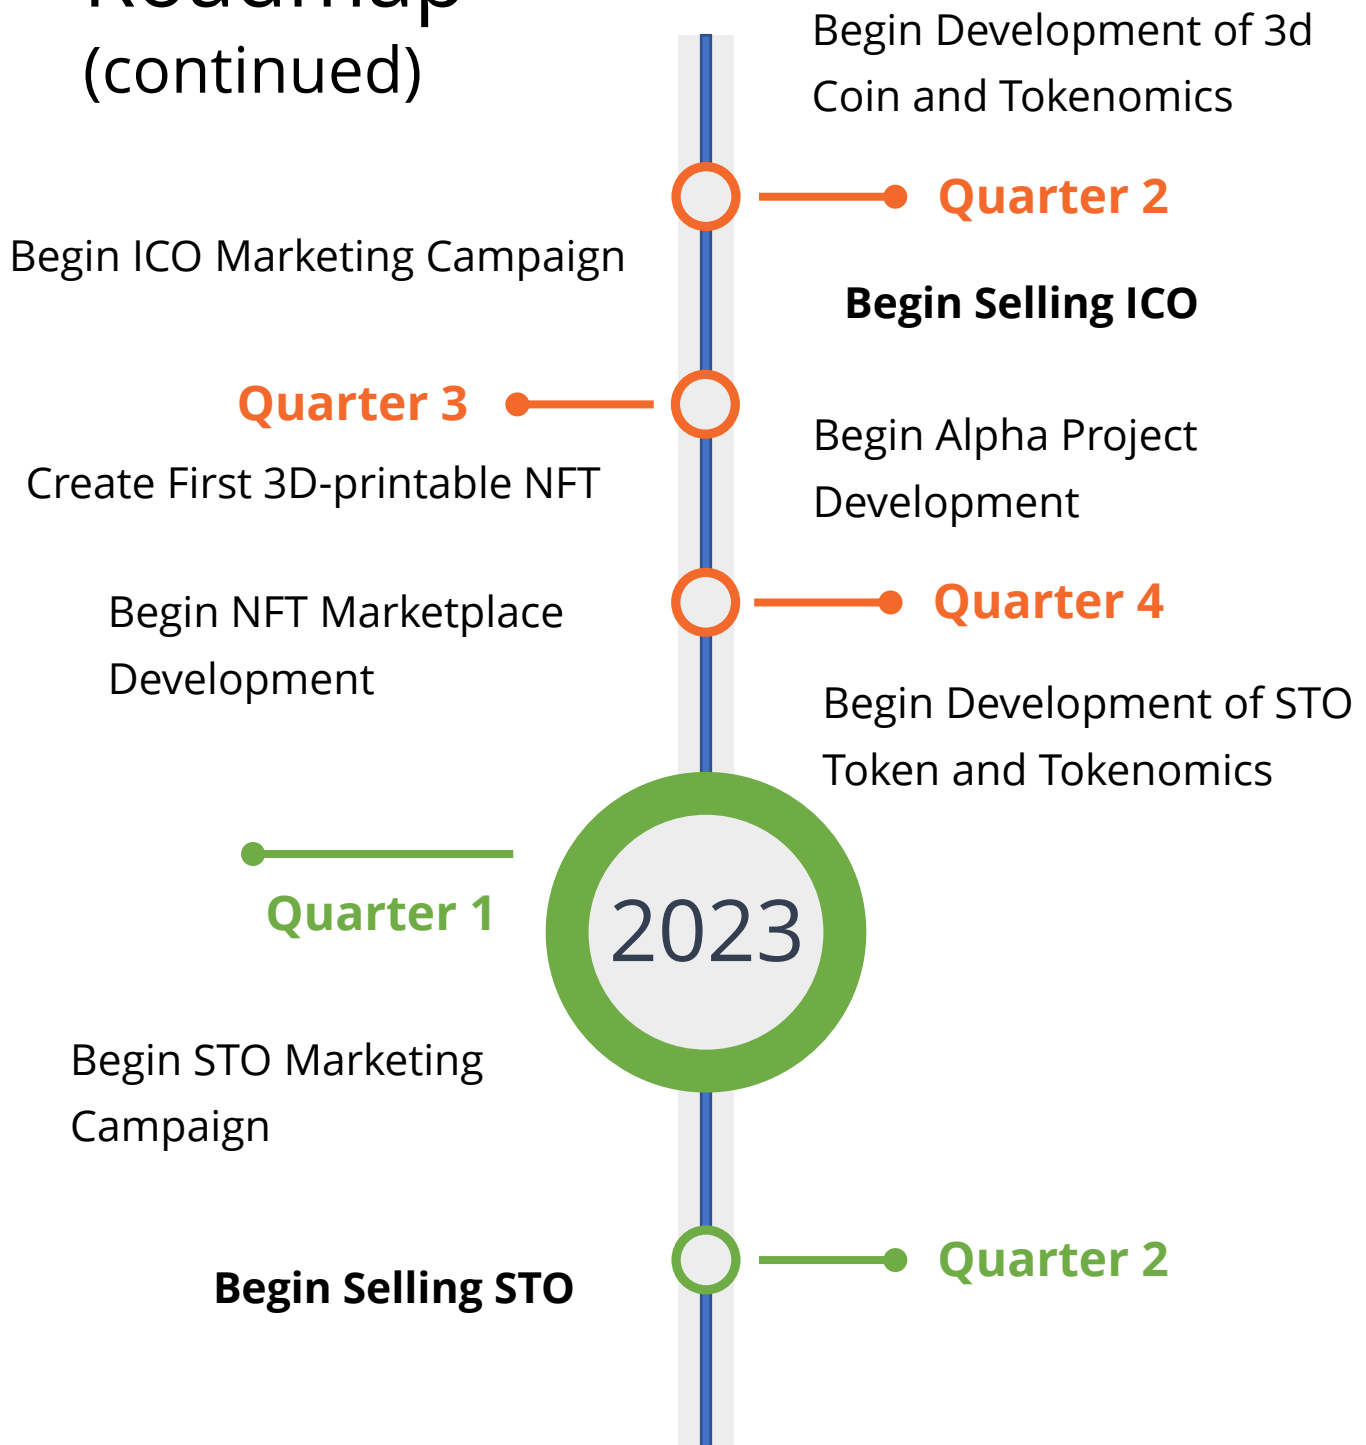 Roadmap
(continued)
Begin Development of 3d
Coin and Tokenomics
Quarter 2
Begin ICO Marketing Campaign
Begin Selling ICO
Quarter 3
Begin Alpha Project
Development
Create First 3D-printable NFT
Quarter 4
Begin NFT Marketplace
Development
Begin Development of STO
Token and Tokenomics
2023
Quarter 1
Begin STO Marketing
Campaign
Quarter 2
Begin Selling STO